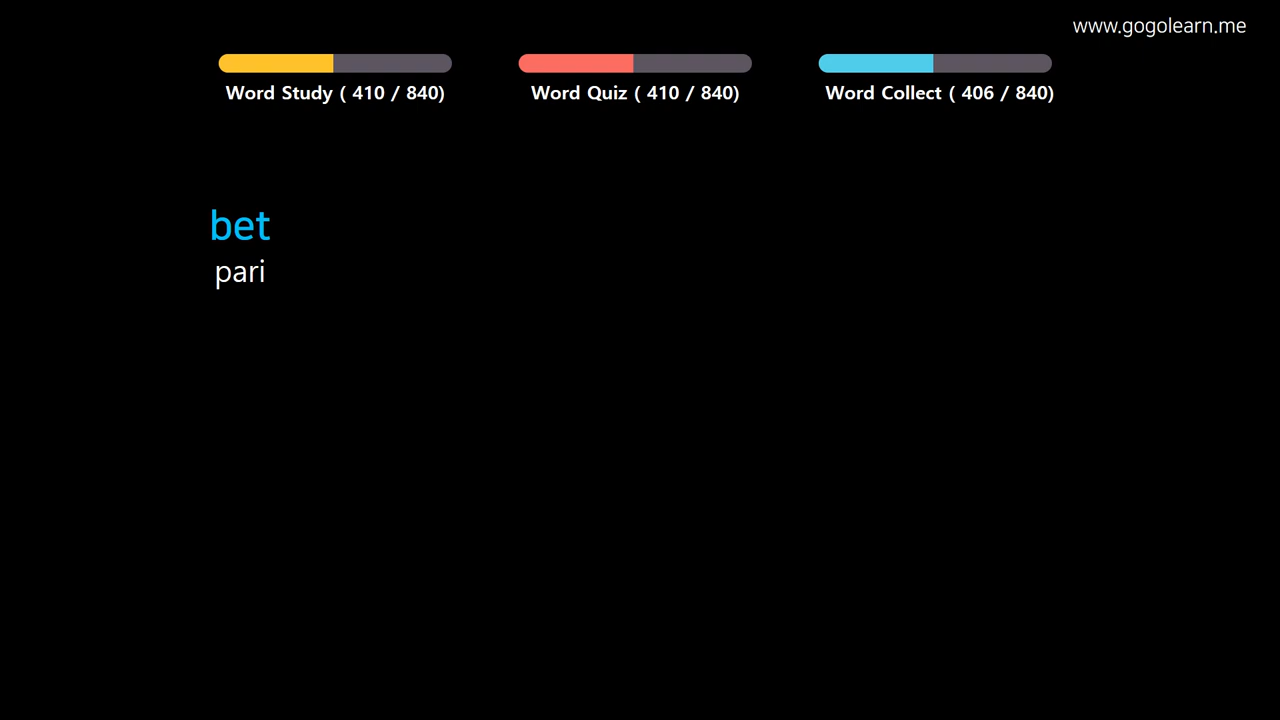 www.gogolearn.me
Word Study ( 410 / 840)
Word Quiz ( 410 / 840)
Word Collect ( 406 / 840)
bet
pari